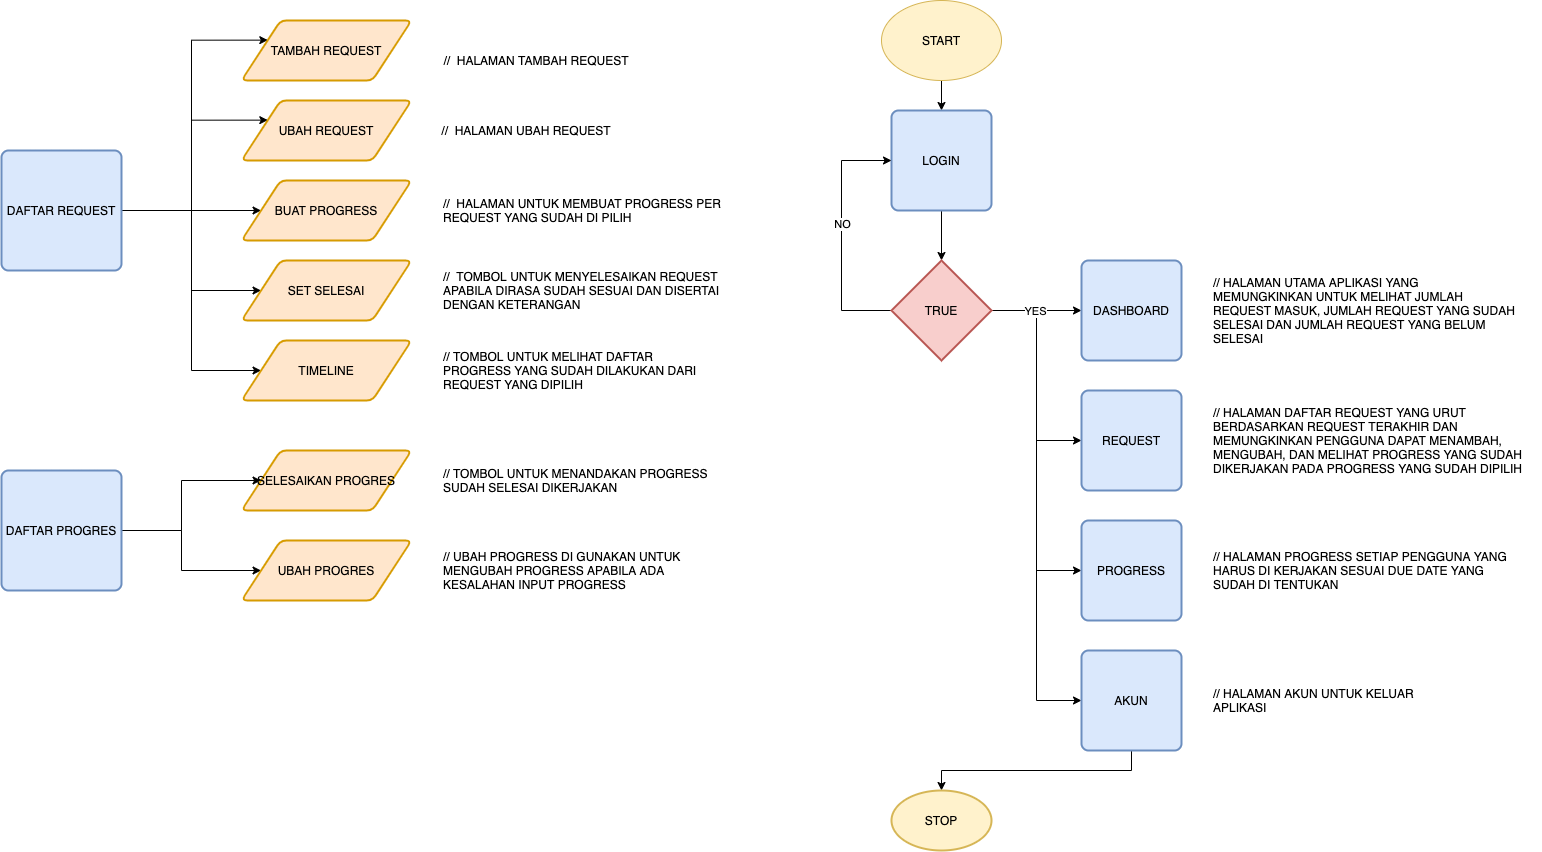 DAFTAR REQUEST
TAMBAH REQUEST
//  HALAMAN TAMBAH REQUEST
UBAH REQUEST
//  HALAMAN UBAH REQUEST
BUAT PROGRESS
//  HALAMAN UNTUK MEMBUAT PROGRESS PER
REQUEST YANG SUDAH DI PILIH
SET SELESAI
//  TOMBOL UNTUK MENYELESAIKAN REQUEST
APABILA DIRASA SUDAH SESUAI DAN DISERTAI
DENGAN KETERANGAN
TIMELINE
// TOMBOL UNTUK MELIHAT DAFTAR
PROGRESS YANG SUDAH DILAKUKAN DARI
REQUEST YANG DIPILIH
DAFTAR PROGRES
SELESAIKAN PROGRES
// TOMBOL UNTUK MENANDAKAN PROGRESS
SUDAH SELESAI DIKERJAKAN
UBAH PROGRES
// UBAH PROGRESS DI GUNAKAN UNTUK
MENGUBAH PROGRESS APABILA ADA
KESALAHAN INPUT PROGRESS
START
LOGIN
NO
TRUE
YES
DASHBOARD
// HALAMAN UTAMA APLIKASI YANG
MEMUNGKINKAN UNTUK MELIHAT JUMLAH
REQUEST MASUK, JUMLAH REQUEST YANG SUDAH
SELESAI DAN JUMLAH REQUEST YANG BELUM
SELESAI
REQUEST
// HALAMAN DAFTAR REQUEST YANG URUT
BERDASARKAN REQUEST TERAKHIR DAN
MEMUNGKINKAN PENGGUNA DAPAT MENAMBAH,
MENGUBAH, DAN MELIHAT PROGRESS YANG SUDAH
DIKERJAKAN PADA PROGRESS YANG SUDAH DIPILIH
PROGRESS
// HALAMAN PROGRESS SETIAP PENGGUNA YANG
HARUS DI KERJAKAN SESUAI DUE DATE YANG
SUDAH DI TENTUKAN
AKUN
// HALAMAN AKUN UNTUK KELUAR
APLIKASI
STOP